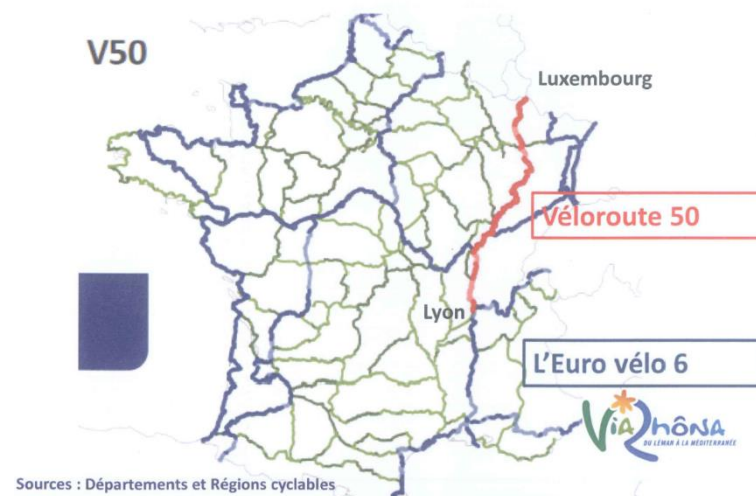 V50
Luxembourg
Véloroute 50
Lyon
L'Euro vélo 6
ViaRhôna
DU LÉMAN À LA MÉDITERRANÉE
Sources : Départements et Régions cyclables